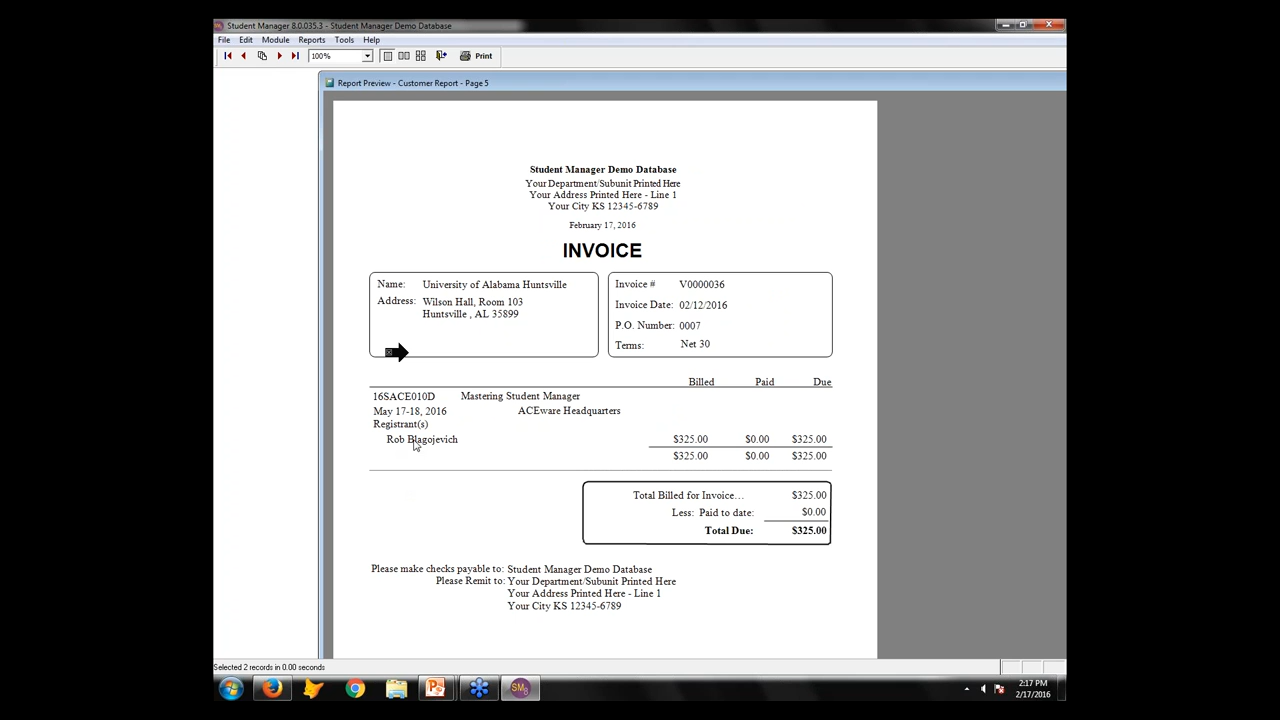 Student Manager 8.0.035.3 - Student Manager Demo Database
File Edit Module Reports Tools Help
100% Print
Report Preview - Customer Report - Page 5
Student Manager Demo Database
Your Department/Subunit Printed Here
Your Address Printed Here - Line 1
Your City KS 12345-6789
February 17, 2016
INVOICE
Name: University of Alabama Huntsville
Address: Wilson Hall, Room 103
Huntsville , AL 35899
Invoice # V0000036
Invoice Date: 02/12/2016
P.O. Number: 0007
Terms: Net 30
Billed Paid Due
16SACE010D Mastering Student Manager
May 17-18, 2016 ACEware Headquarters
Registrant(s)
Rob Blagojevich $325.00 $0.00 $325.00
$325.00 $0.00 $325.00
Total Billed for Invoice… $325.00
Less: Paid to date: $0.00
Total Due: $325.00
Please make checks payable to: Student Manager Demo Database
Please Remit to: Your Department/Subunit Printed Here
Your Address Printed Here - Line 1
Your City KS 12345-6789
Selected 2 records in 0.00 seconds
SM8
2:17 PM
2/17/2016